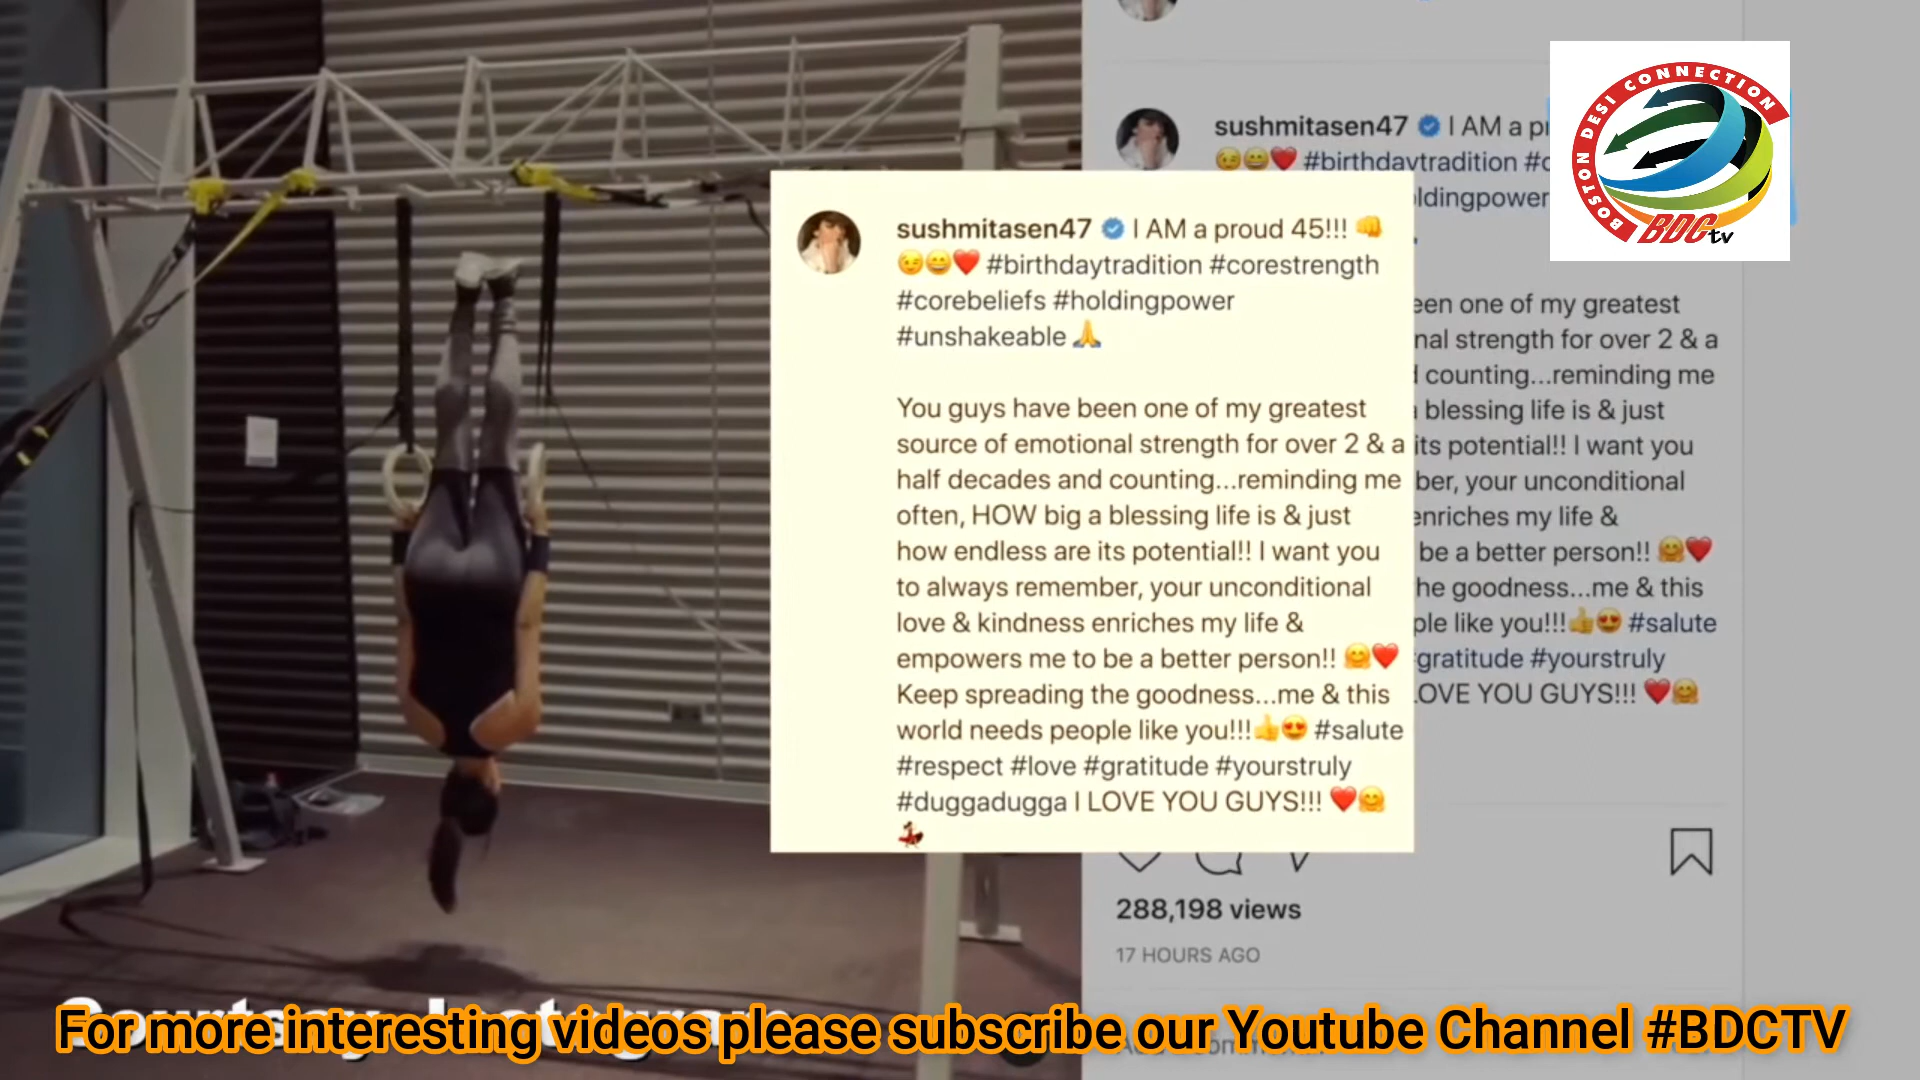 BOSTON DESI CONNECTION
BDC tv
sushmitasen47 I AM a p
#birthdaytradition #c
ldingpower
sushmitasen47 I AM a proud 45!!! 👊
😉😄❤️ #birthdaytradition #corestrength
#corebeliefs #holdingpower
#unshakeable 🙏
You guys have been one of my greatest
source of emotional strength for over 2 & a
half decades and counting...reminding me
often, HOW big a blessing life is & just
how endless are its potential!! I want you
to always remember, your unconditional
love & kindness enriches my life &
empowers me to be a better person!! 🤗❤️
Keep spreading the goodness...me & this
world needs people like you!!!👍😍 #salute
#respect #love #gratitude #yourstruly
#duggadugga I LOVE YOU GUYS!!! ❤️🤗
💃
een one of my greatest
nal strength for over 2 & a
counting...reminding me
blessing life is & just
its potential!! I want you
ber, your unconditional
enriches my life &
be a better person!! 🤗❤️
he goodness...me & this
ple like you!!!👍😍 #salute
gratitude #yourstruly
LOVE YOU GUYS!!! ❤️🤗
288,198 views
17 HOURS AGO
For more interesting videos please subscribe our Youtube Channel #BDCTV